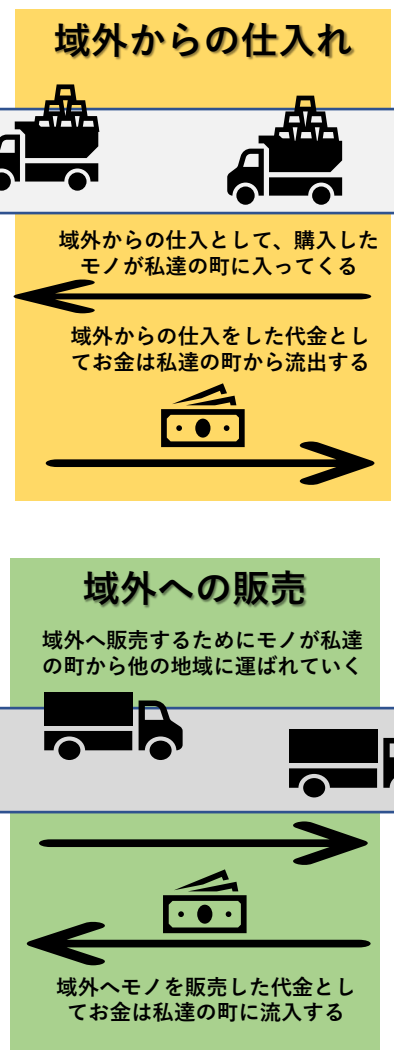 域外からの仕入れ
域外からの仕入として、購入した
モノが私達の町に入ってくる
域外からの仕入をした代金とし
てお金は私達の町から流出する
域外への販売
域外へ販売するためにモノが私達
の町から他の地域に運ばれていく
域外へモノを販売した代金とし
てお金は私達の町に流入する